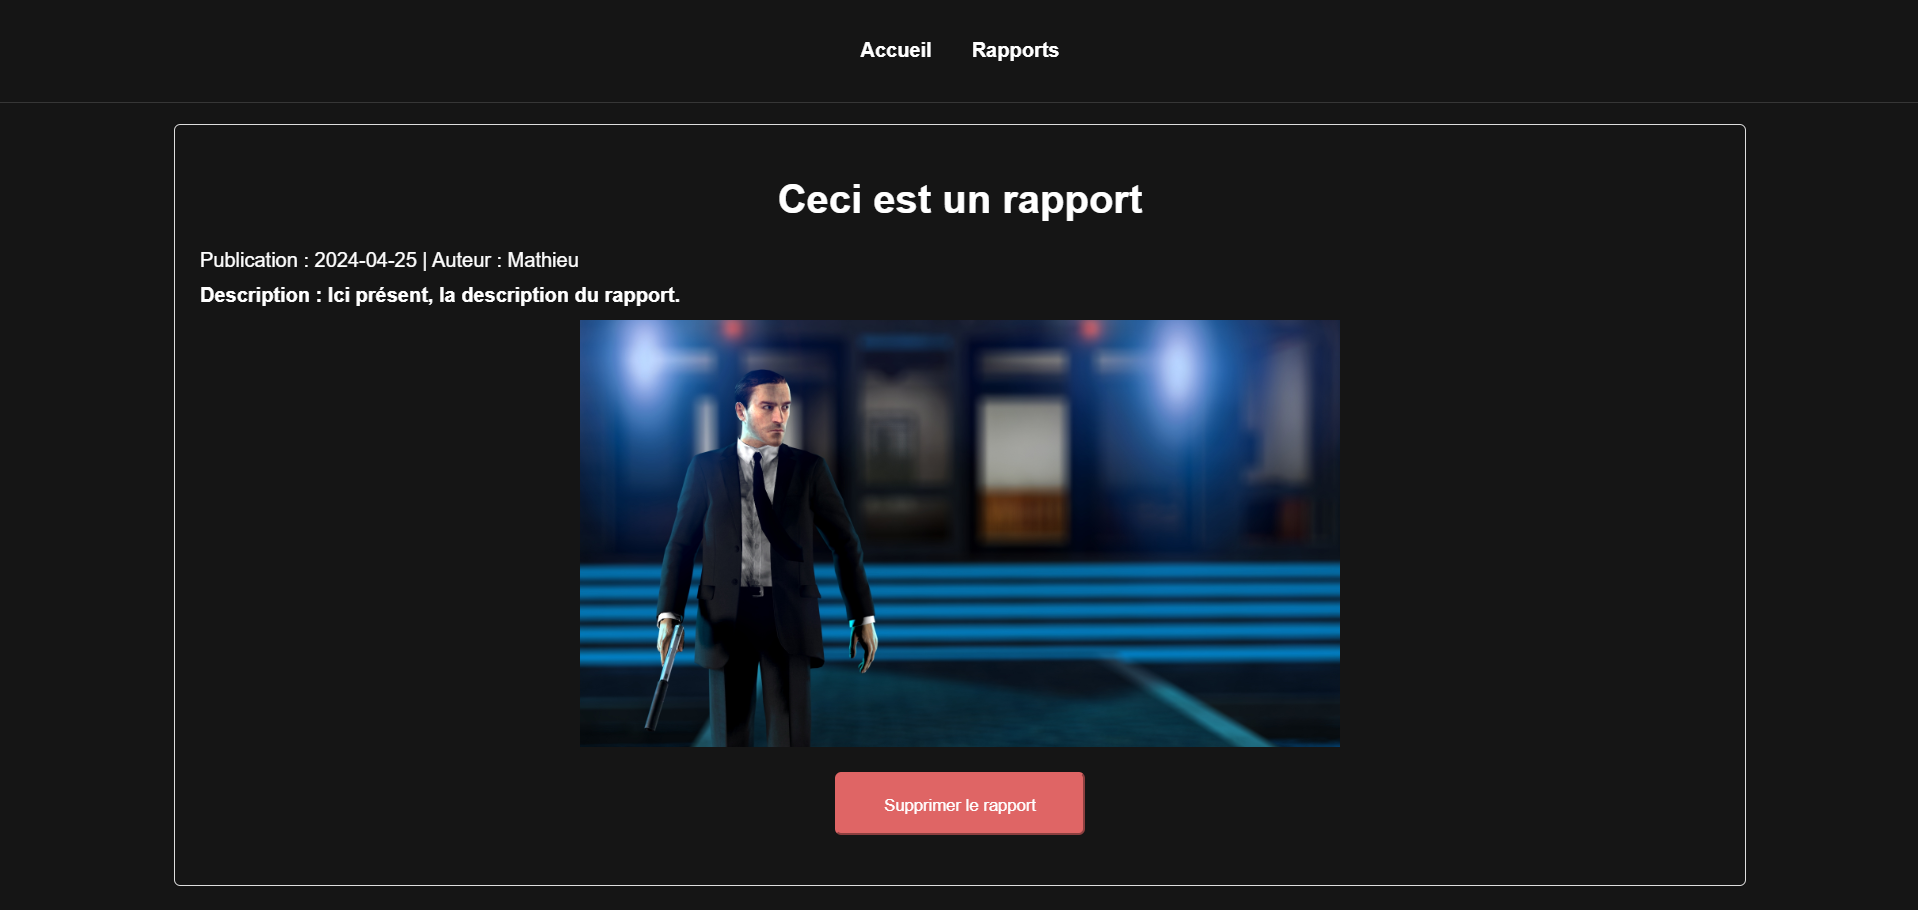 Accueil Rapports
Ceci est un rapport
Publication : 2024-04-25 | Auteur : Mathieu
Description : Ici présent, la description du rapport.
Supprimer le rapport